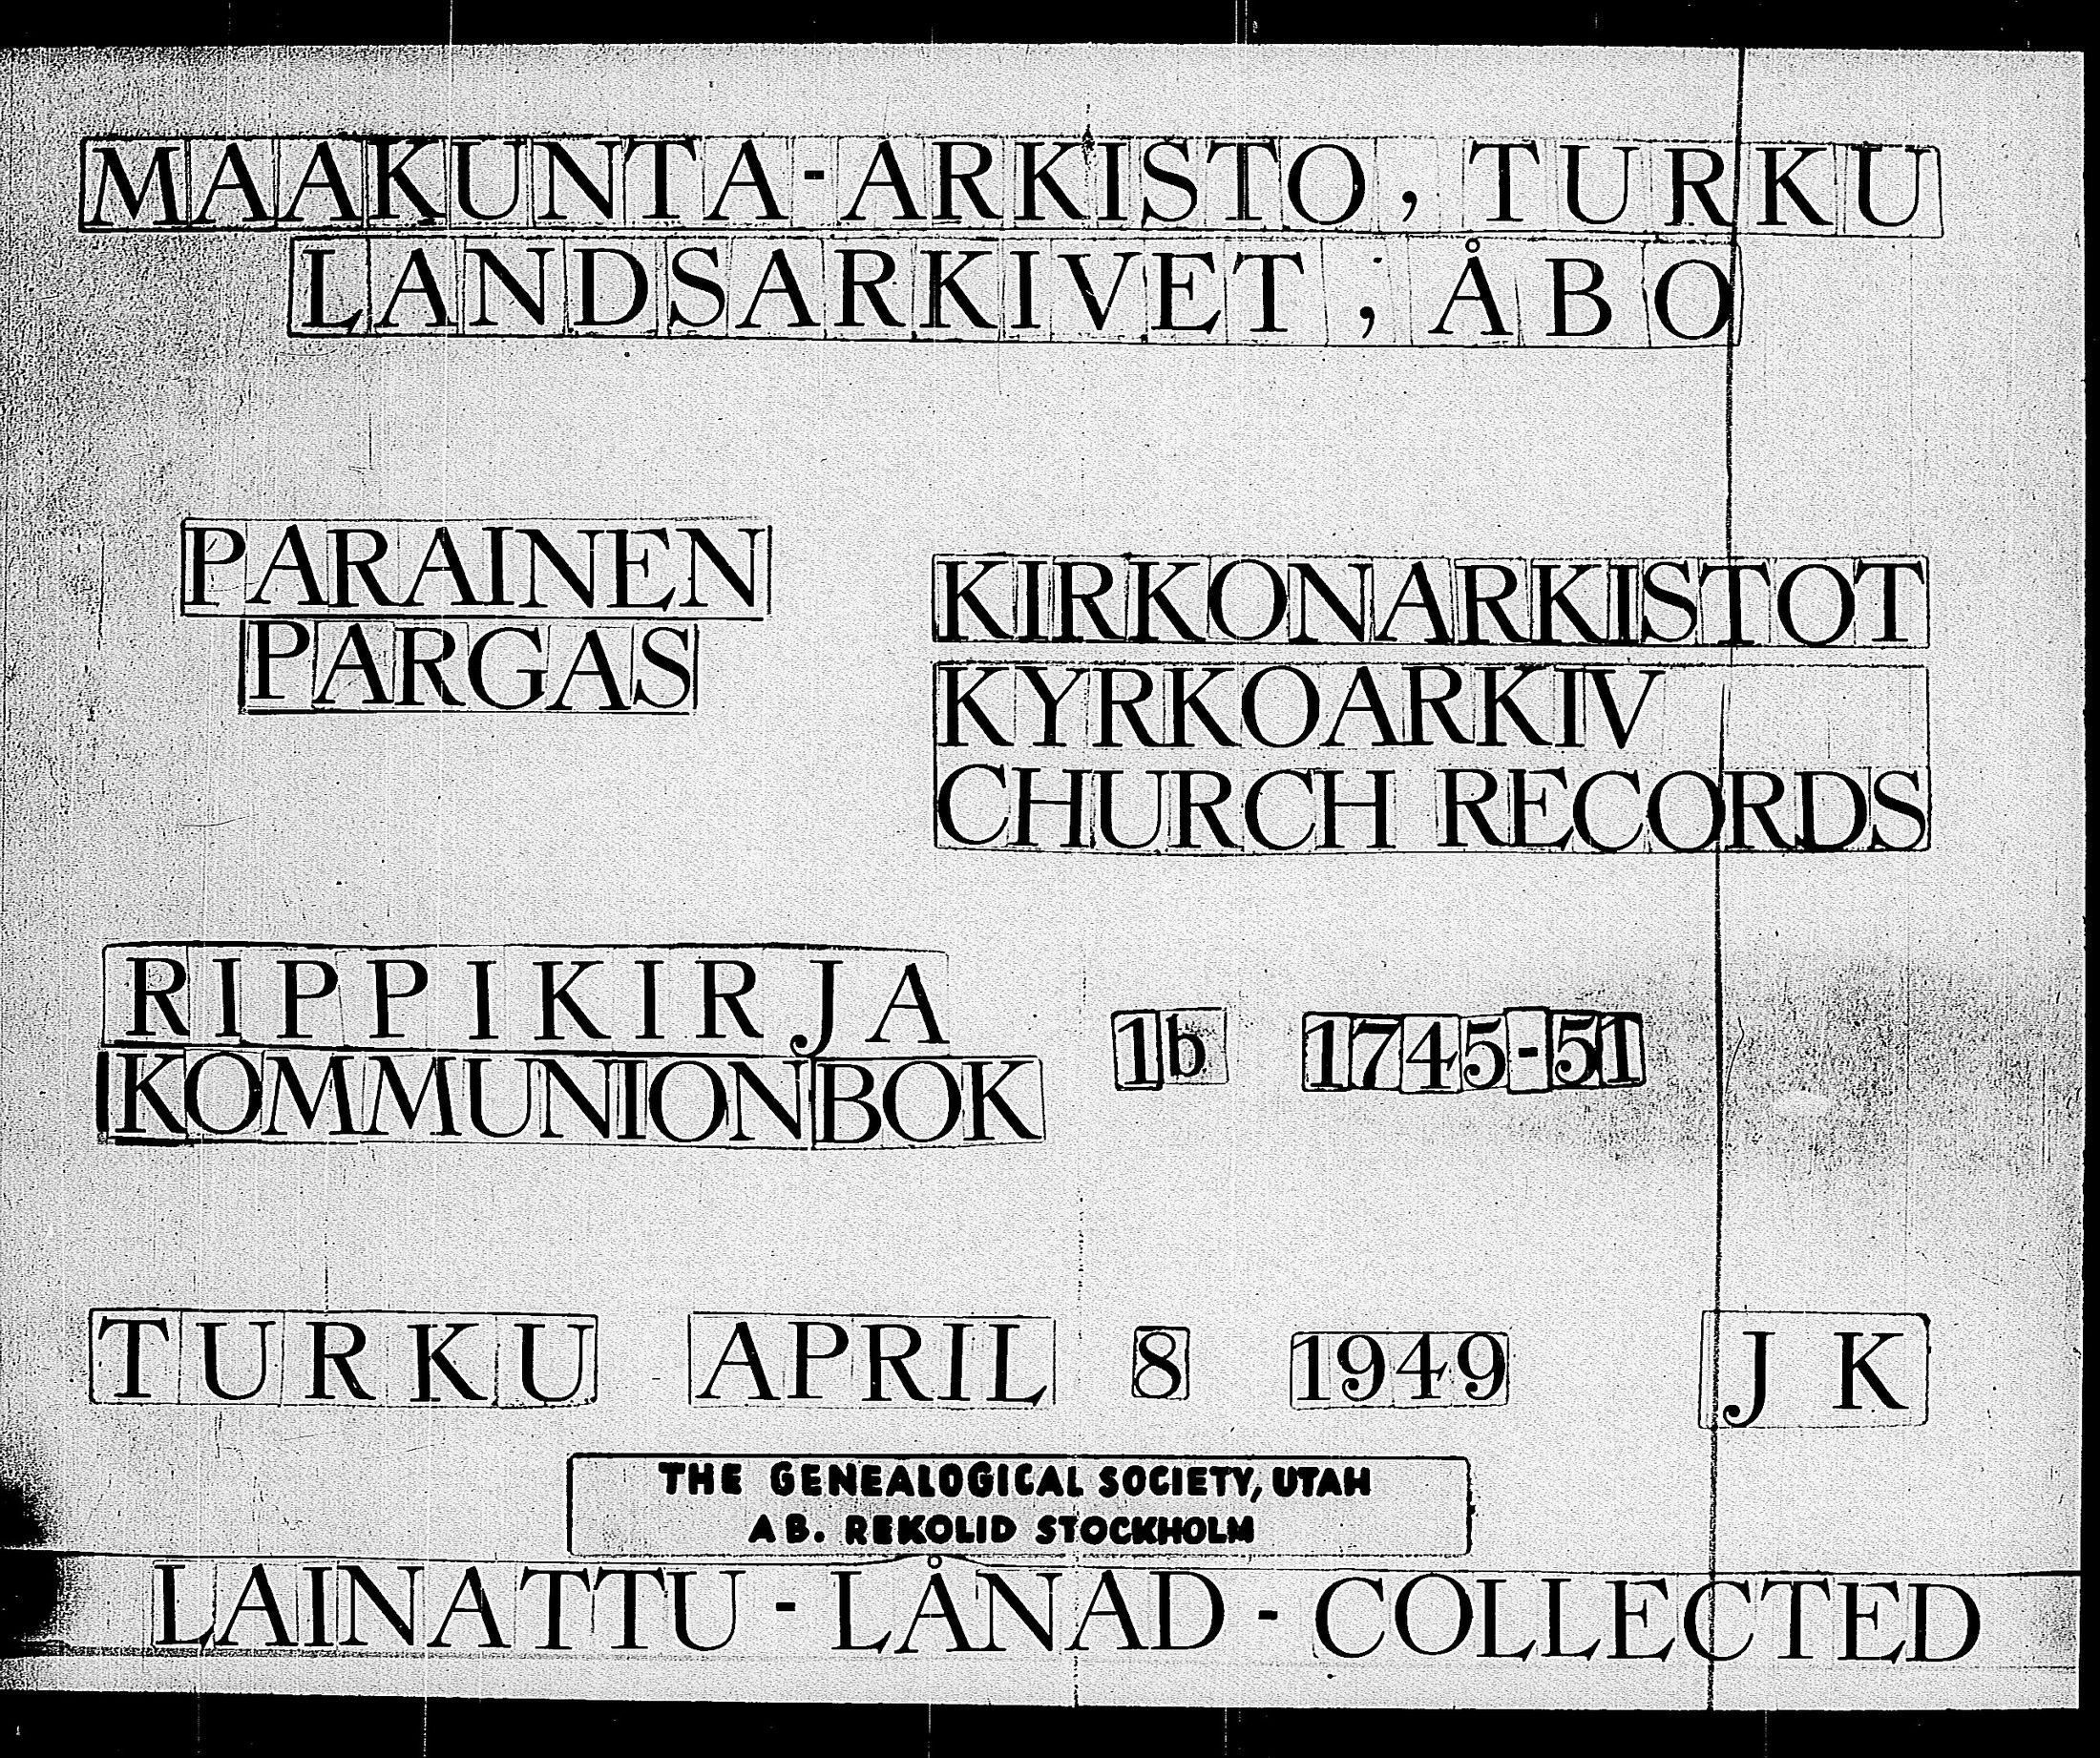 MAAKUNTA-ARKISTO, TURKU
LANDSARKIVET, ÅBO
PARAINEN
PARGAS
KIRKONARKISTOT
KYRKOARKIV
CHURCH RECORDS
RIPPIKIRJA
KOMMUNIONBOK
1b 1745-51
TURKU APRIL 8 1949 J K
THE GENEALOGICAL SOCIETY, UTAH
AB. REKOLID STOCKHOLM
LAINATTU - LÅNAD - COLLECTED